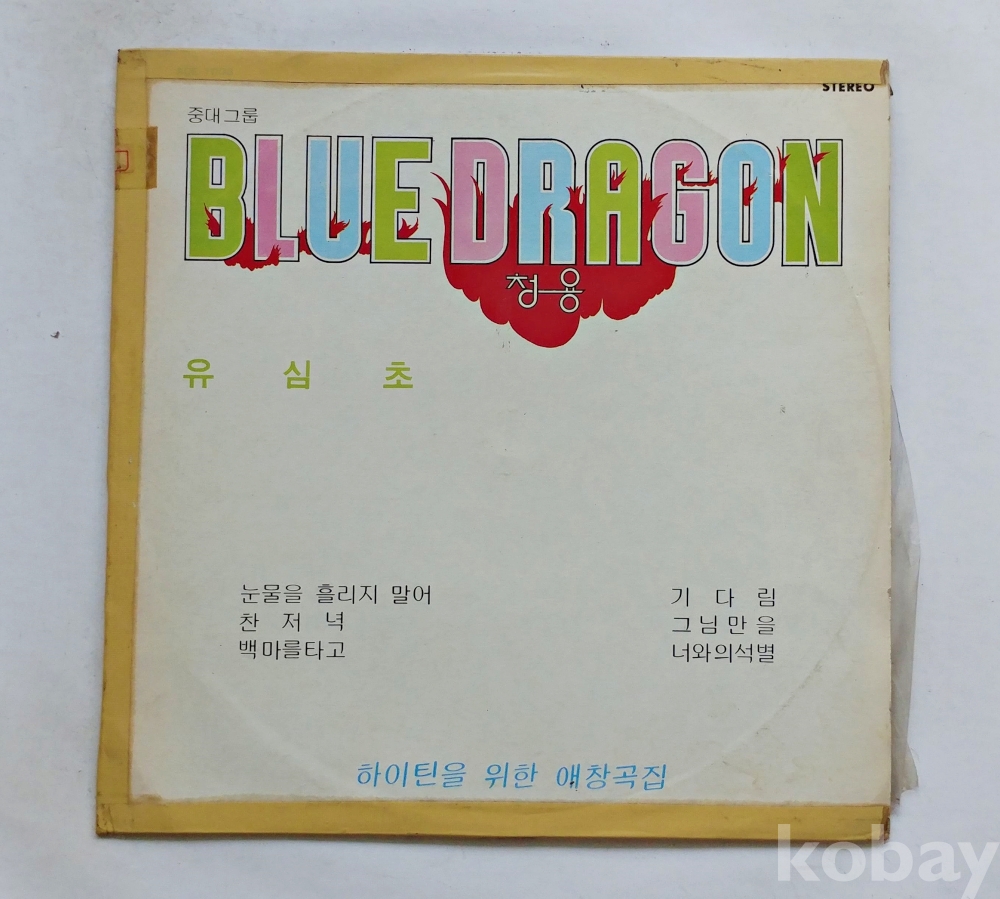 STEREO
중대그룹
BLUE DRAGON
청용
유 심 초
눈물을 흘리지 말어
찬 저 녁
백마를타고
기 다 림
그님만을
너와의석별
하이틴을 위한 애창곡집
kobay